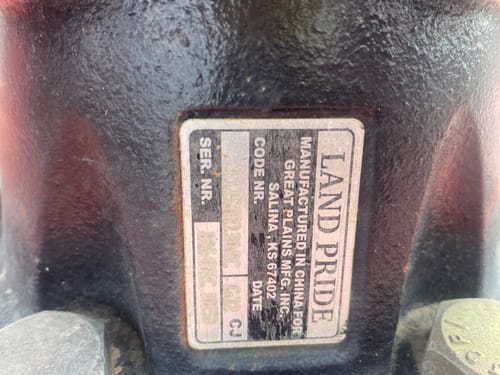 LAND PRIDE
MANUFACTURED IN CHINA FOR
GREAT PLAINS MFG. INC.
SALINA, KS 67402
CODE NR. DATE
CJ
SER. NR.